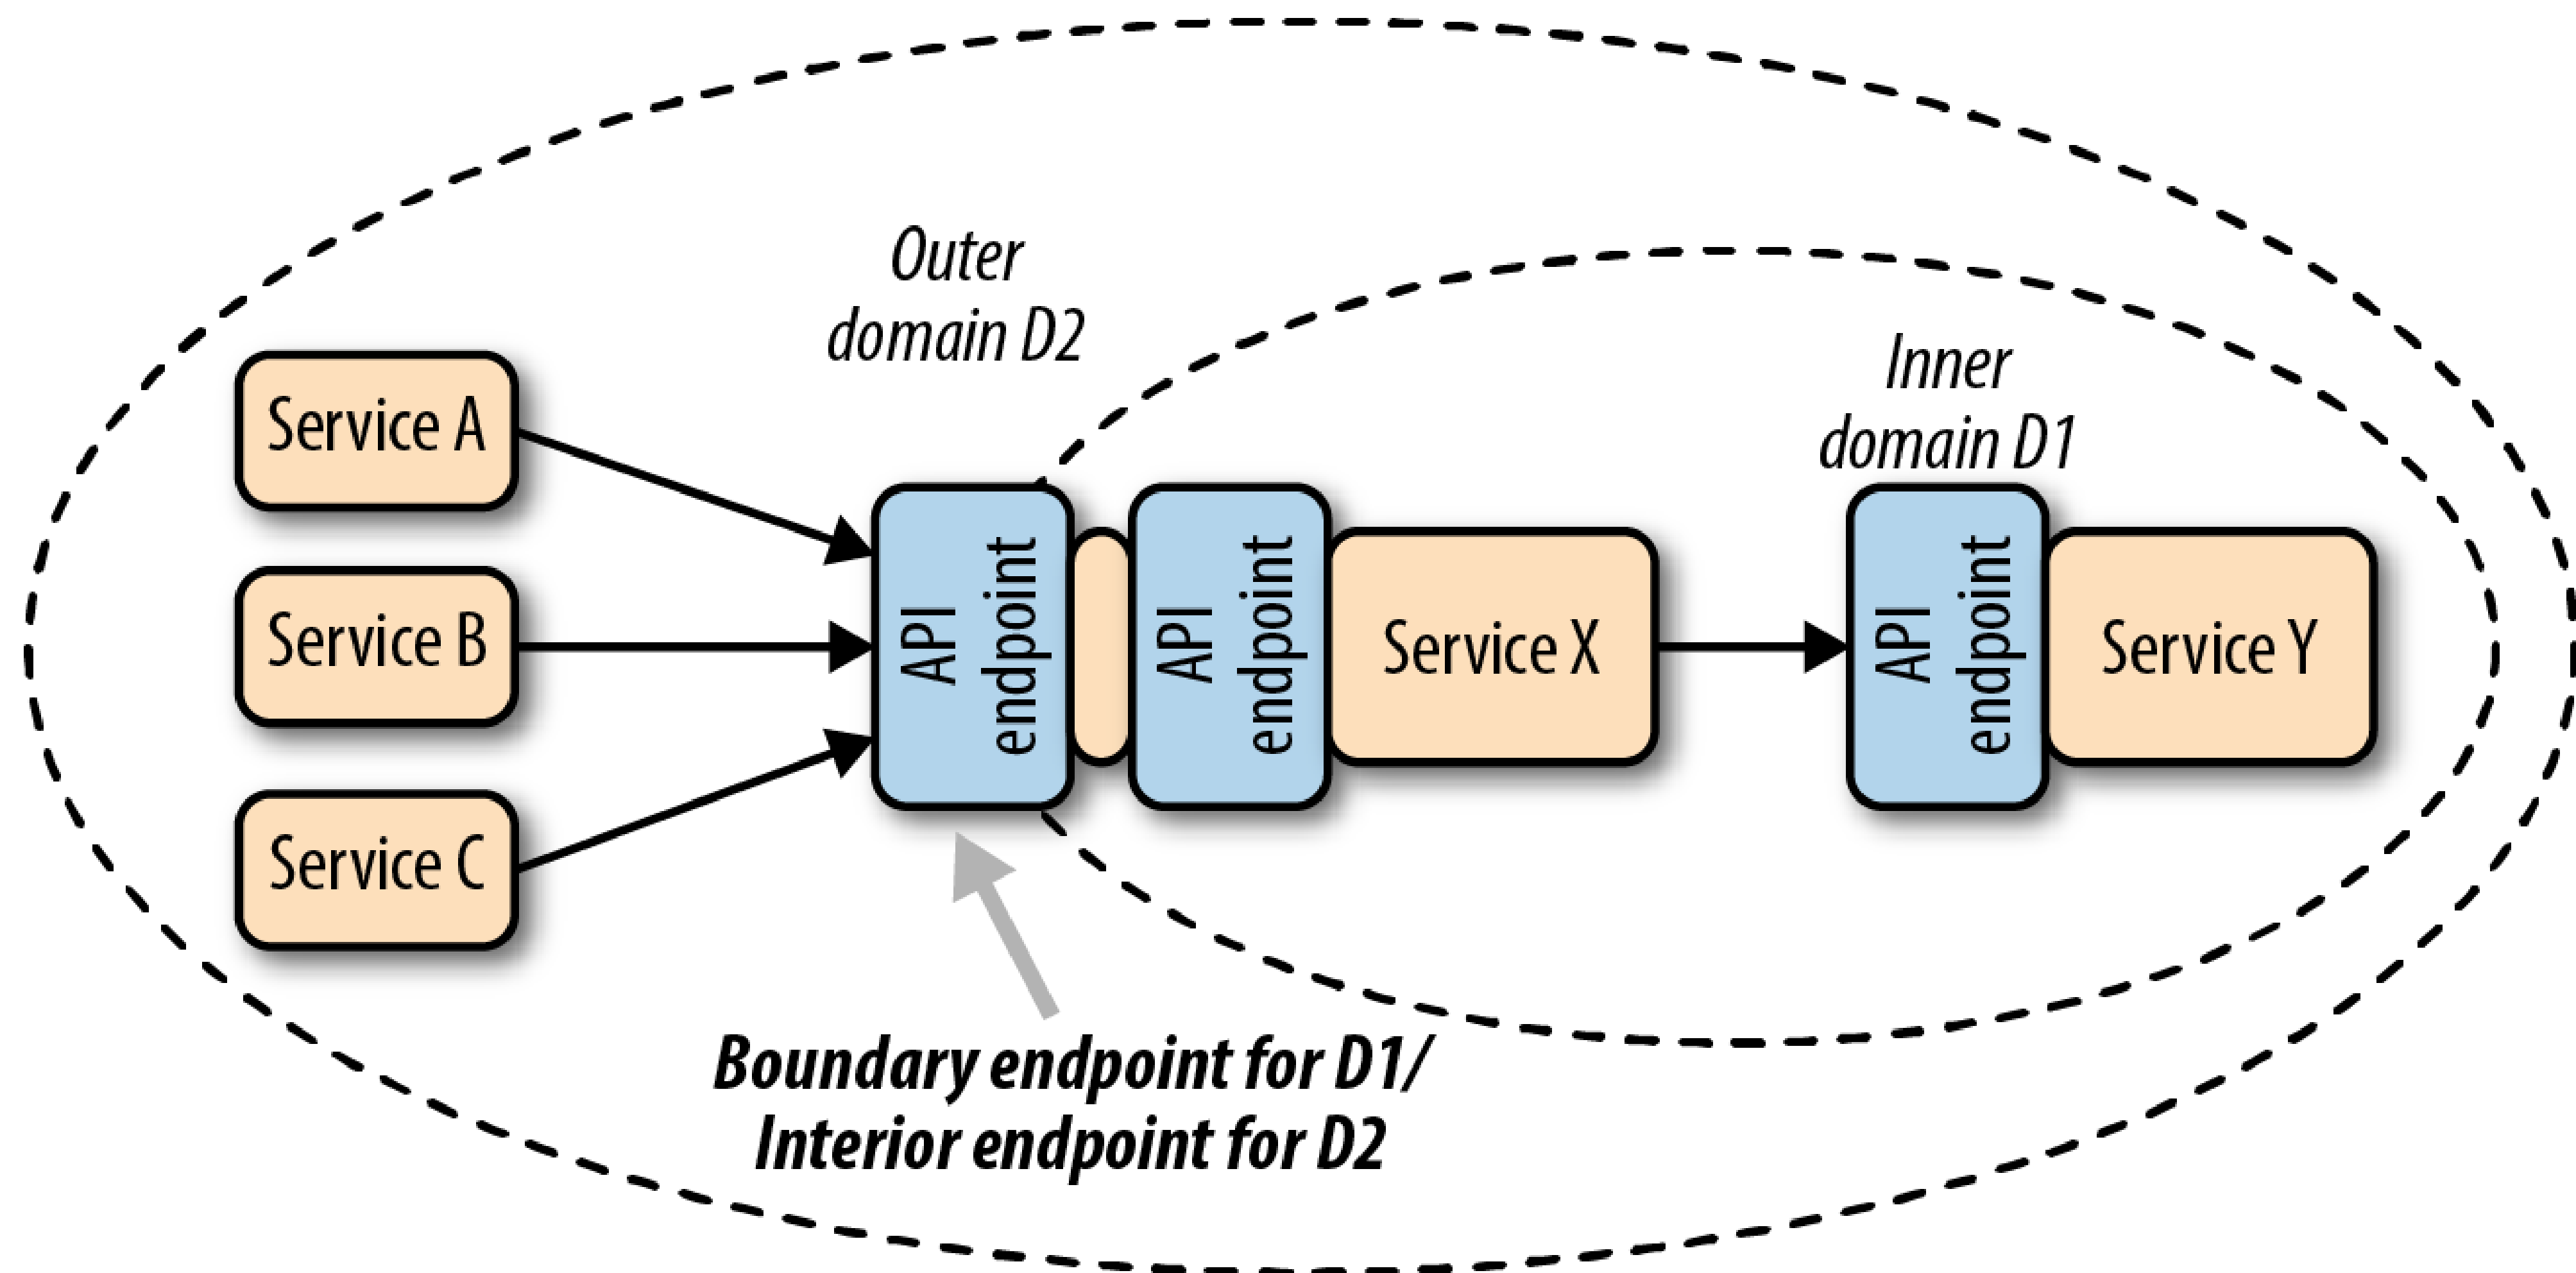 Outer
domain D2
Inner
domain D1
Service A
Service B
Service C
API
endpoint
API
endpoint
Service X
API
endpoint
Service Y
Boundary endpoint for D1/
Interior endpoint for D2